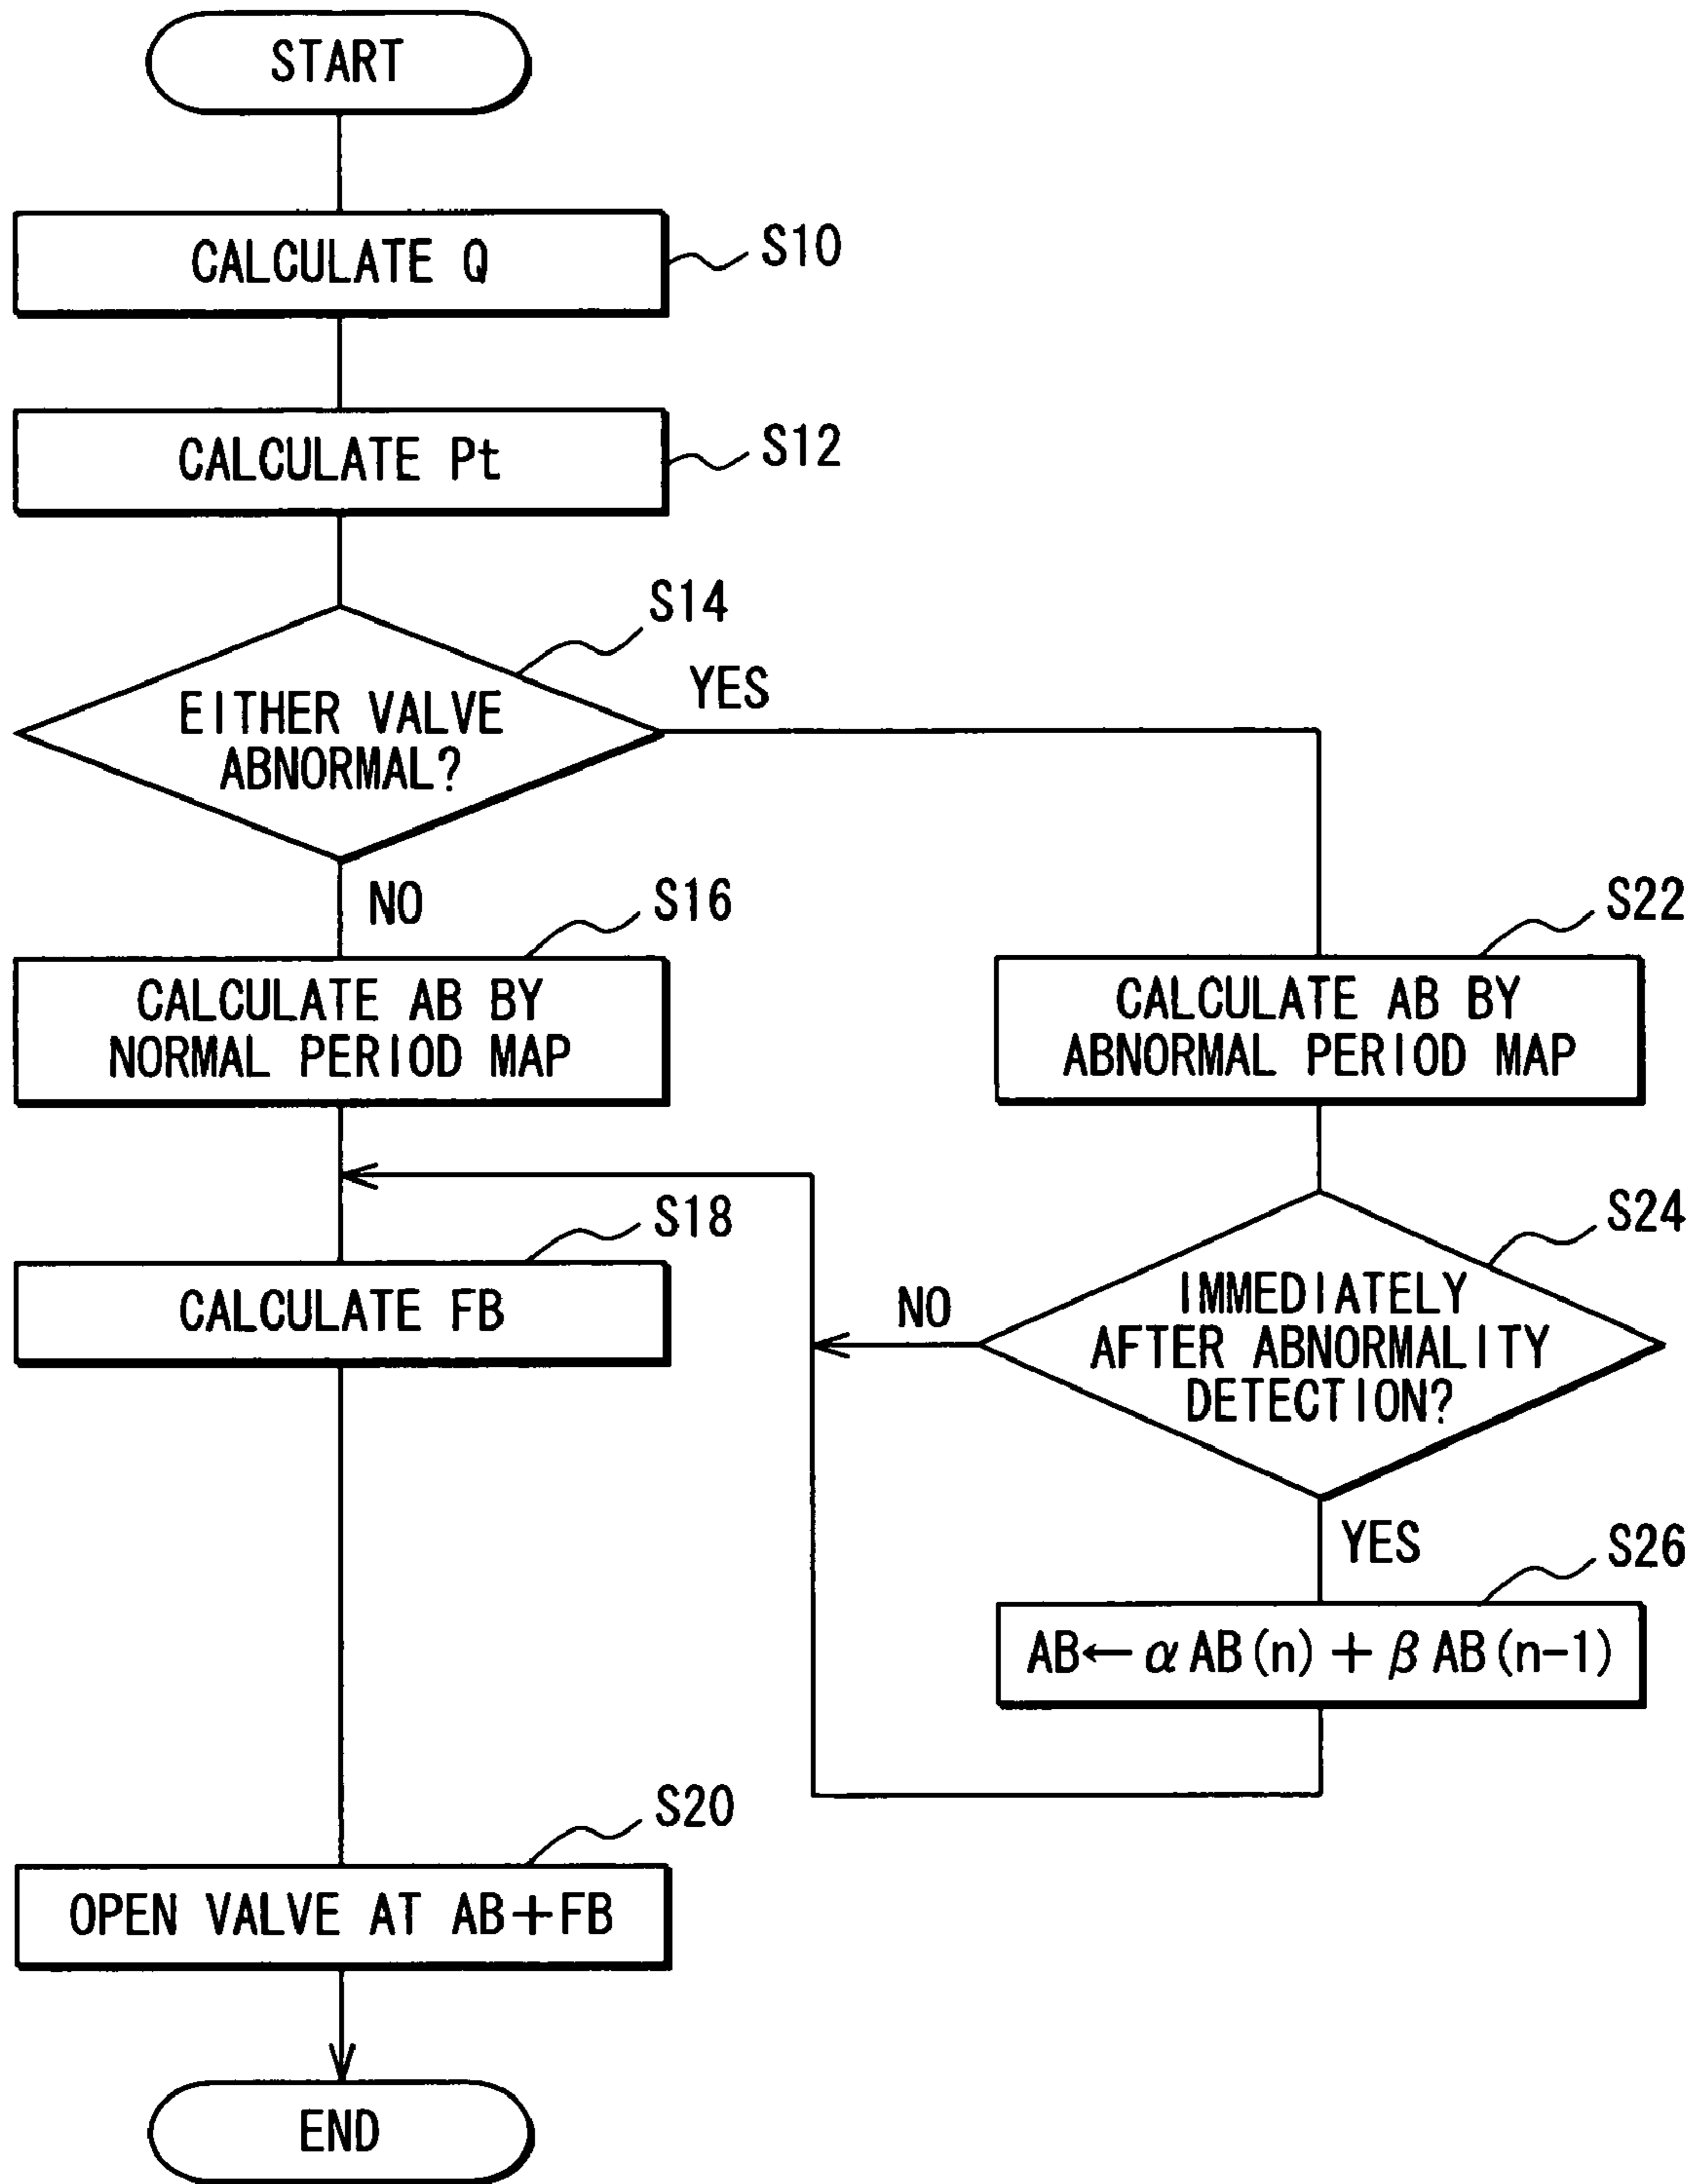 START
CALCULATE Q
S10
CALCULATE Pt
S12
S14
EITHER VALVE
ABNORMAL?
YES
NO
S16
CALCULATE AB BY
NORMAL PERIOD MAP
S22
CALCULATE AB BY
ABNORMAL PERIOD MAP
S18
CALCULATE FB
S24
IMMEDIATELY
AFTER ABNORMALITY
DETECTION?
NO
YES
S26
AB←αAB(n)+βAB(n-1)
S20
OPEN VALVE AT AB+FB
END